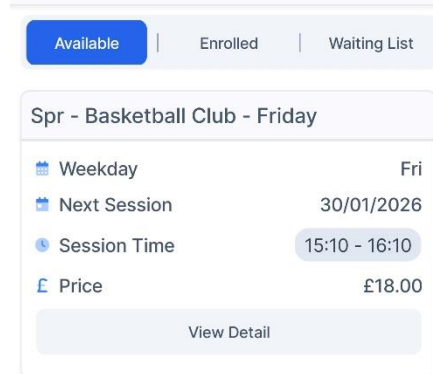 Available | Enrolled | Waiting List
Spr - Basketball Club - Friday
Weekday Fri
Next Session 30/01/2026
Session Time 15:10 - 16:10
£ Price £18.00
View Detail